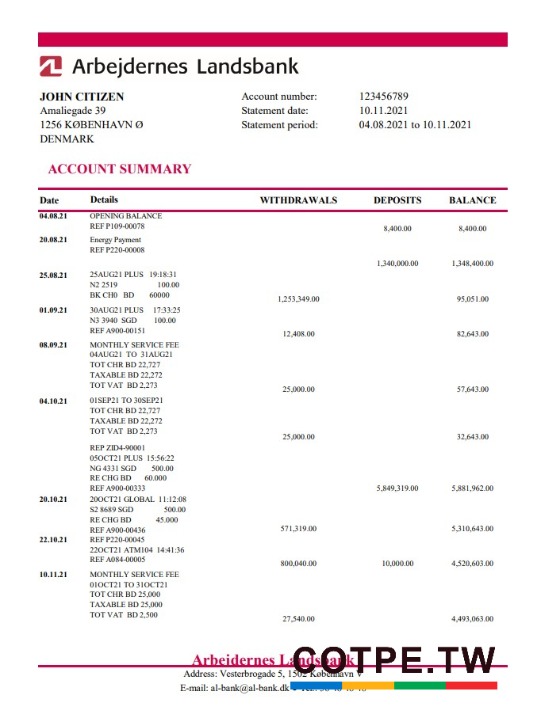 Arbejdernes Landsbank
JOHN CITIZEN
Amaliegade 39
1256 KØBENHAVN Ø
DENMARK
Account number: 123456789
Statement date: 10.11.2021
Statement period: 04.08.2021 to 10.11.2021
ACCOUNT SUMMARY
Date Details WITHDRAWALS DEPOSITS BALANCE
04.08.21 OPENING BALANCE
REF P109-00078 8,400.00 8,400.00
20.08.21 Energy Payment
REF P220-00008
1,340,000.00 1,348,400.00
25.08.21 25AUG21 PLUS 19:18:31
N2 2519 100.00
BK CH0 BD 60000 1,253,349.00 95,051.00
01.09.21 30AUG21 PLUS 17:33:25
N3 3940 SGD 100.00
REF A900-00151 12,408.00 82,643.00
08.09.21 MONTHLY SERVICE FEE
04AUG21 TO 31AUG21
TOT CHR BD 22,727
TAXABLE BD 22,272
TOT VAT BD 2,273 25,000.00 57,643.00
04.10.21 01SEP21 TO 30SEP21
TOT CHR BD 22,727
TAXABLE BD 22,272
TOT VAT BD 2,273 25,000.00 32,643.00
REP ZID4-90001
05OCT21 PLUS 15:56:22
NG 4331 SGD 500.00
RE CHG BD 60.000
REF A900-00333 5,849,319.00 5,881,962.00
20.10.21 20OCT21 GLOBAL 11:12:08
S2 8689 SGD 500.00
RE CHG BD 45.000
REF A900-00436 571,319.00 5,310,643.00
22.10.21 REF P220-00045
22OCT21 ATM104 14:41:36
REF A084-00005 800,040.00 10,000.00 4,520,603.00
10.11.21 MONTHLY SERVICE FEE
01OCT21 TO 31OCT21
TOT CHR BD 25,000
TAXABLE BD 25,000
TOT VAT BD 2,500 27,540.00 4,493,063.00
Arbejdernes Landsbank
COTPE.TW
Address: Vesterbrogade 5, 1502 København V
E-mail: al-bank@al-bank.dk